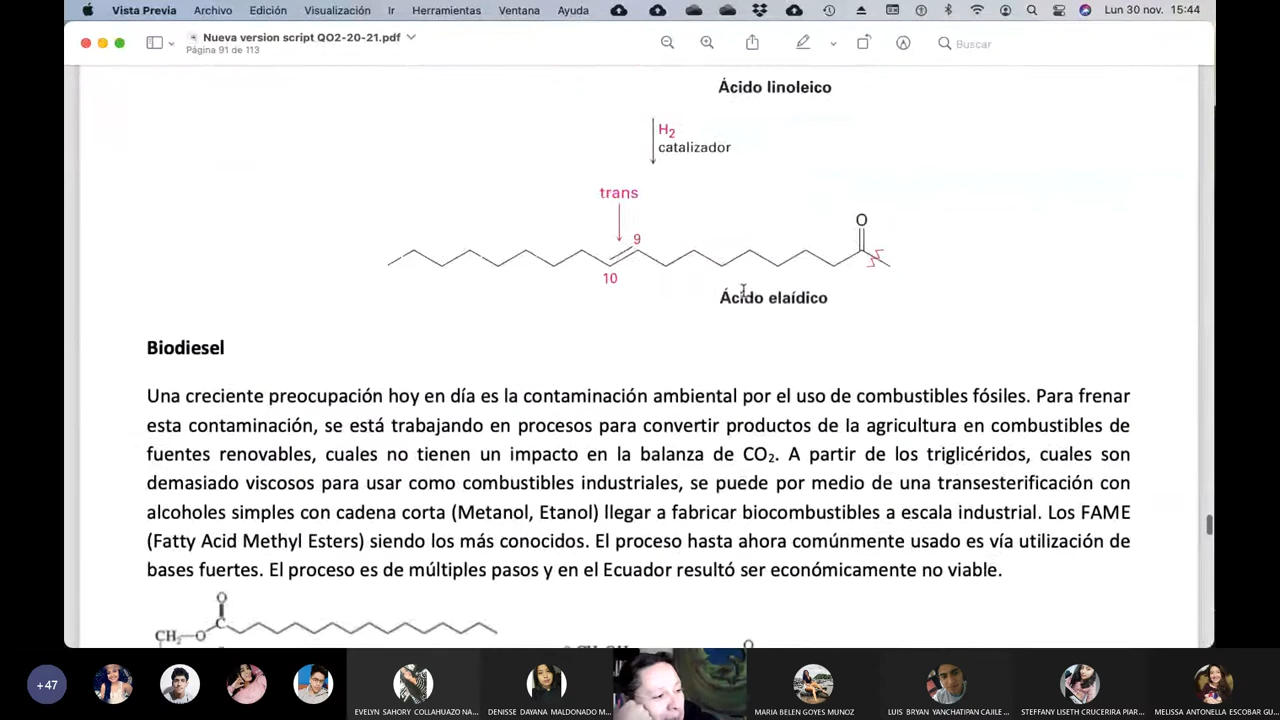 Vista Previa Archivo Edición Visualización Ir Herramientas Ventana Ayuda Lun 30 nov. 15:44
Nueva version script QO2-20-21.pdf
Página 91 de 113
Buscar
Ácido linoleico
H2
catalizador
trans
O
9
10
Ácido elaídico
Biodiesel
Una creciente preocupación hoy en día es la contaminación ambiental por el uso de combustibles fósiles. Para frenar
esta contaminación, se está trabajando en procesos para convertir productos de la agricultura en combustibles de
fuentes renovables, cuales no tienen un impacto en la balanza de CO2. A partir de los triglicéridos, cuales son
demasiado viscosos para usar como combustibles industriales, se puede por medio de una transesterificación con
alcoholes simples con cadena corta (Metanol, Etanol) llegar a fabricar biocombustibles a escala industrial. Los FAME
(Fatty Acid Methyl Esters) siendo los más conocidos. El proceso hasta ahora comúnmente usado es vía utilización de
bases fuertes. El proceso es de múltiples pasos y en el Ecuador resultó ser económicamente no viable.
O
C
CH2—O
O
+47
EVELYN SAHORY COLLAHUAZO NA...
DENISSE DAYANA MALDONADO M...
MARIA BELEN GOYES MUNOZ
LUIS BRYAN YANCHATIPAN CAJILE...
STEFFANY LISETH CRUCERIRA PIAR...
MELISSA ANTONELLA ESCOBAR GU...